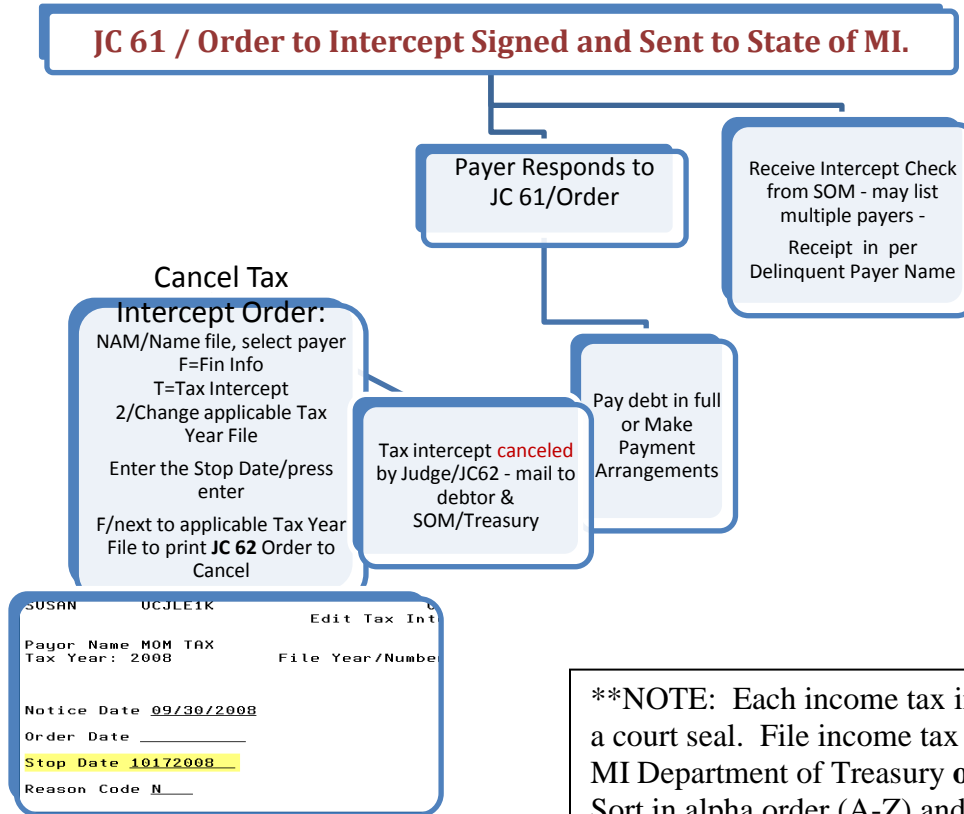 JC 61 / Order to Intercept Signed and Sent to State of MI.
Payer Responds to
JC 61/Order
Receive Intercept Check
from SOM - may list
multiple payers -
Receipt in per
Delinquent Payer Name
Cancel Tax
Intercept Order:
NAM/Name file, select payer
F=Fin Info
T=Tax Intercept
2/Change applicable Tax
Year File
Enter the Stop Date/press
enter
F/next to applicable Tax Year
File to print JC 62 Order to
Cancel
Tax intercept canceled
by Judge/JC62 - mail to
debtor &
SOM/Treasury
Pay debt in full
or Make
Payment
Arrangements
SUSAN UCJLE1K
Edit Tax Int
Payor Name MOM TAX
Tax Year: 2008 File Year/Number
Notice Date 09/30/2008
Order Date
Stop Date 10172008
Reason Code N
**NOTE: Each income tax i
a court seal. File income tax
MI Department of Treasury o
Sort in alpha order (A-Z) and